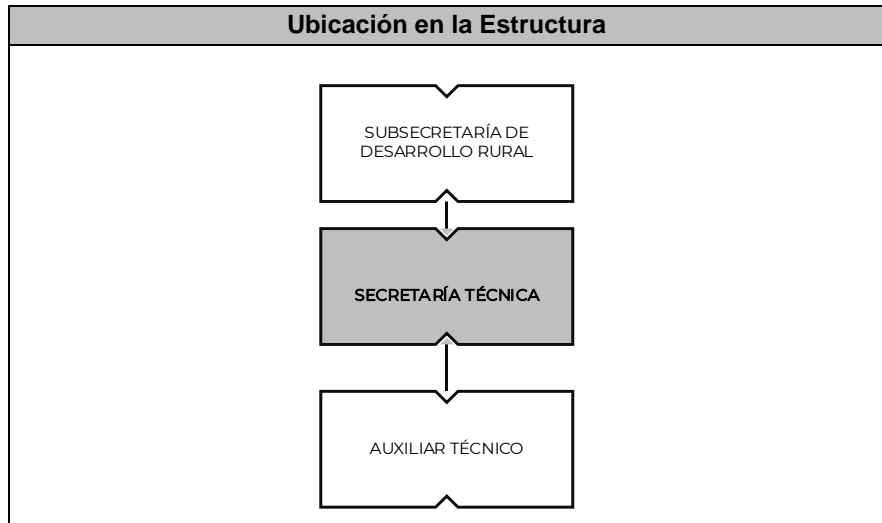 Ubicación en la Estructura
SUBSECRETARÍA DE
DESARROLLO RURAL
SECRETARÍA TÉCNICA
AUXILIAR TÉCNICO